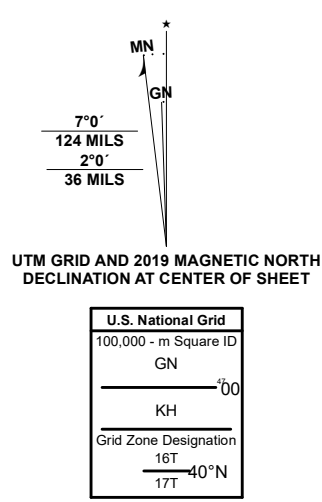 ★
MN
GN
7°0´
124 MILS
2°0´
36 MILS
UTM GRID AND 2019 MAGNETIC NORTH
DECLINATION AT CENTER OF SHEET
U.S. National Grid
100,000 - m Square ID
GN
4700
KH
Grid Zone Designation
16T
40°N
17T